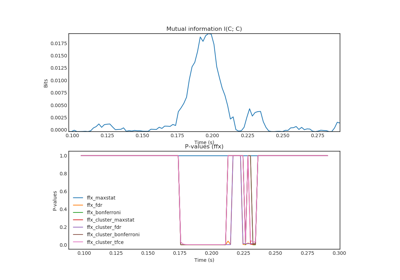 Mutual information I(C; C)
0.0175
0.0150
0.0125
0.0100
0.0075
0.0050
0.0025
0.0000
Bits
0.100 0.125 0.150 0.175 0.200 0.225 0.250 0.275 0.300
Time (s)
P-values (ffx)
1.0
0.8
0.6
0.4
0.2
0.0
P-values
ffx_maxstat
ffx_fdr
ffx_bonferroni
ffx_cluster_maxstat
ffx_cluster_fdr
ffx_cluster_bonferroni
ffx_cluster_tfce
0.100 0.125 0.150 0.175 0.200 0.225 0.250 0.275 0.300
Time (s)